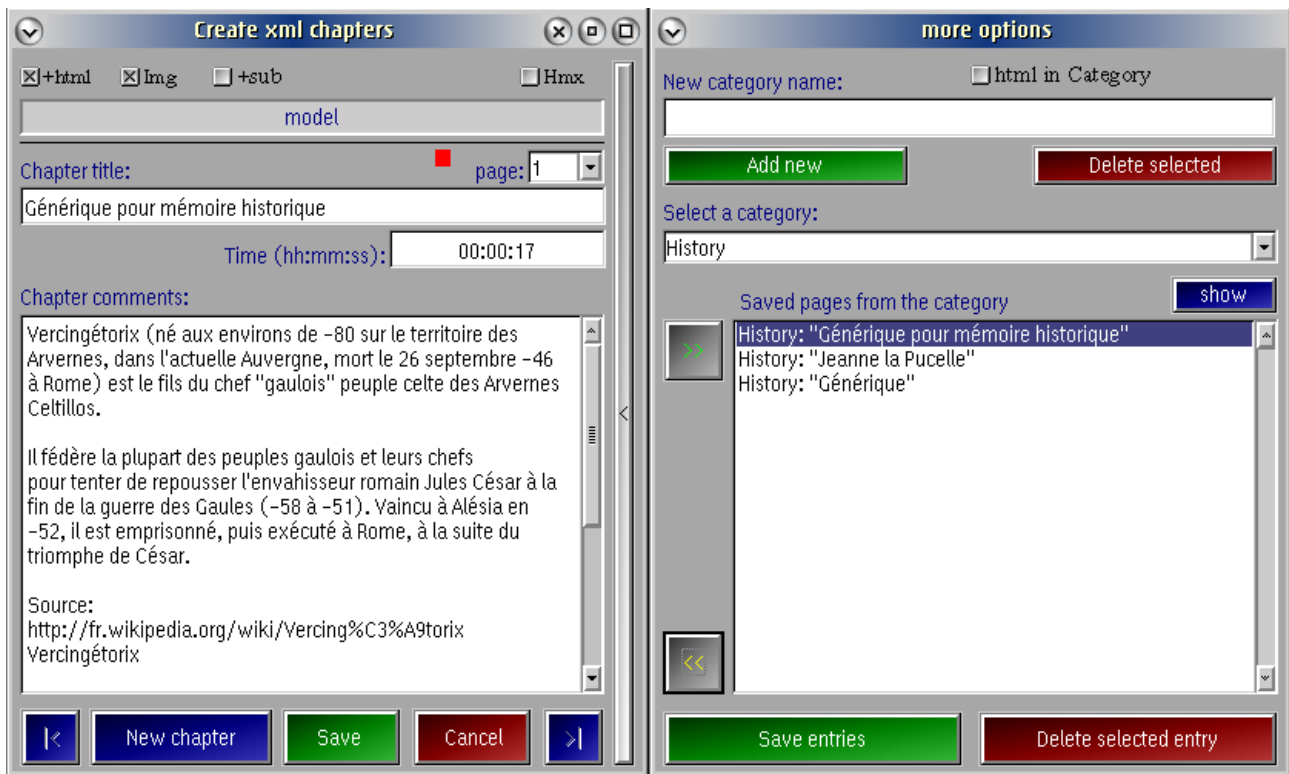 Create xml chapters
+html Img +sub Hmx
model
Chapter title:
page: 1
Générique pour mémoire historique
Time (hh:mm:ss): 00:00:17
Chapter comments:
Vercingétorix (né aux environs de -80 sur le territoire des
Arvernes, dans l'actuelle Auvergne, mort le 26 septembre -46
à Rome) est le fils du chef "gaulois" peuple celte des Arvernes
Celtillos.
Il fédère la plupart des peuples gaulois et leurs chefs
pour tenter de repousser l'envahisseur romain Jules César à la
fin de la guerre des Gaules (-58 à -51). Vaincu à Alésia en
-52, il est emprisonné, puis exécuté à Rome, à la suite du
triomphe de César.
Source:
http://fr.wikipedia.org/wiki/Vercing%C3%A9torix
Vercingétorix
|< New chapter Save Cancel >|
<
more options
New category name:
html in Category
Add new Delete selected
Select a category:
History
Saved pages from the category
show
>>
History: "Générique pour mémoire historique"
History: "Jeanne la Pucelle"
History: "Générique"
<<
Save entries Delete selected entry